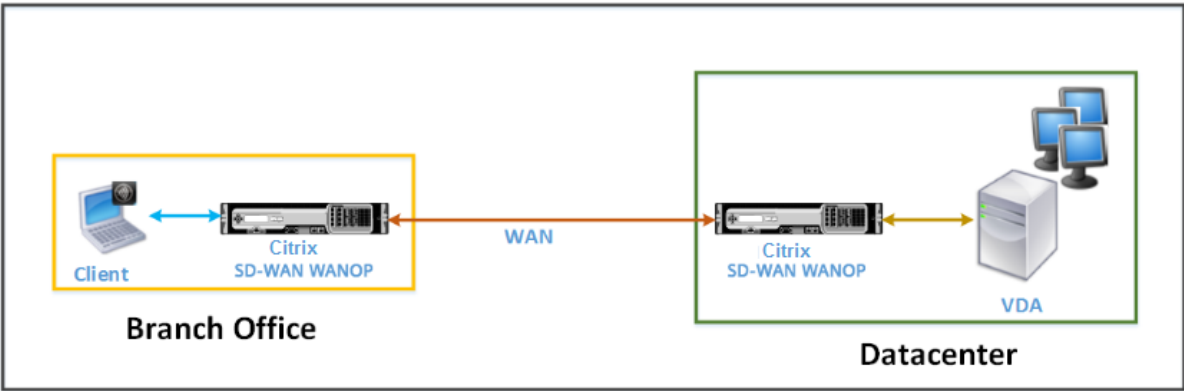 Client
Citrix
SD-WAN WANOP
Branch Office
WAN
Citrix
SD-WAN WANOP
VDA
Datacenter